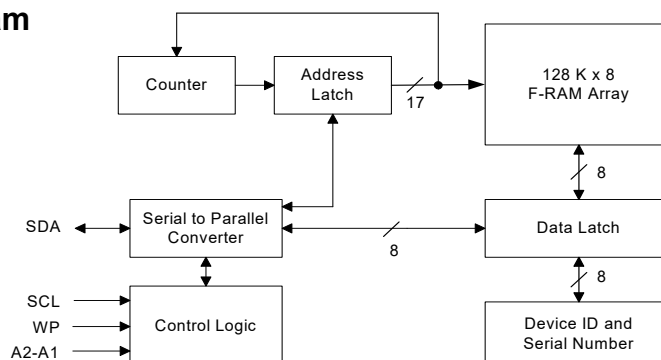 am
Counter
Address
Latch
17
128 K x 8
F-RAM Array
8
SDA
Serial to Parallel
Converter
8
Data Latch
8
SCL
WP
A2-A1
Control Logic
Device ID and
Serial Number